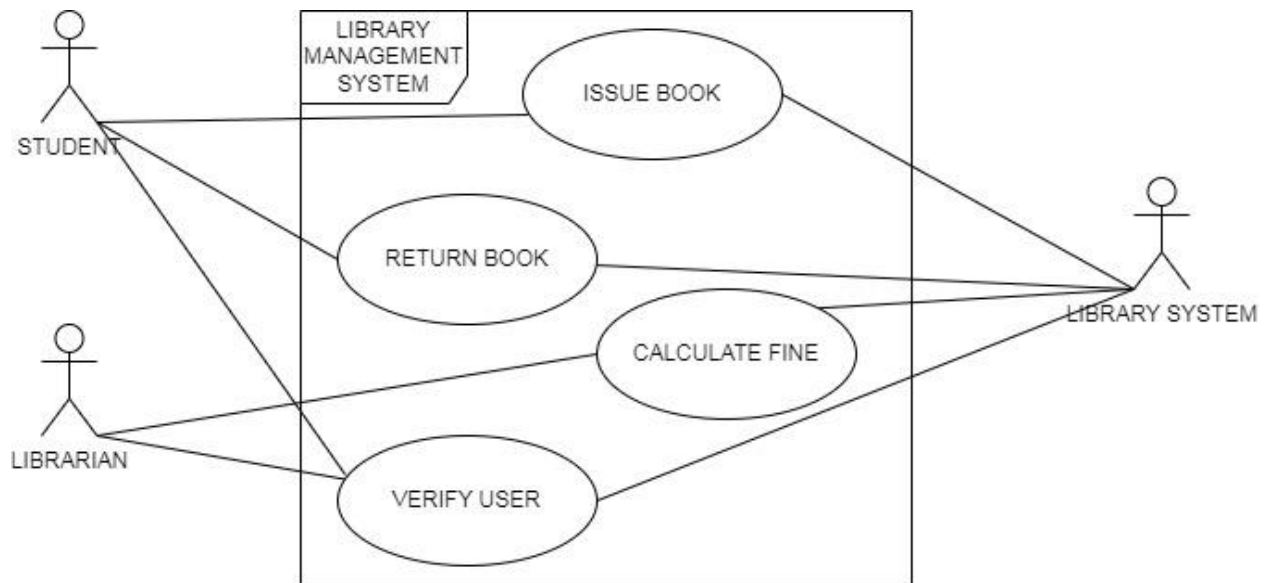 LIBRARY
MANAGEMENT
SYSTEM
ISSUE BOOK
STUDENT
RETURN BOOK
LIBRARY SYSTEM
CALCULATE FINE
LIBRARIAN
VERIFY USER